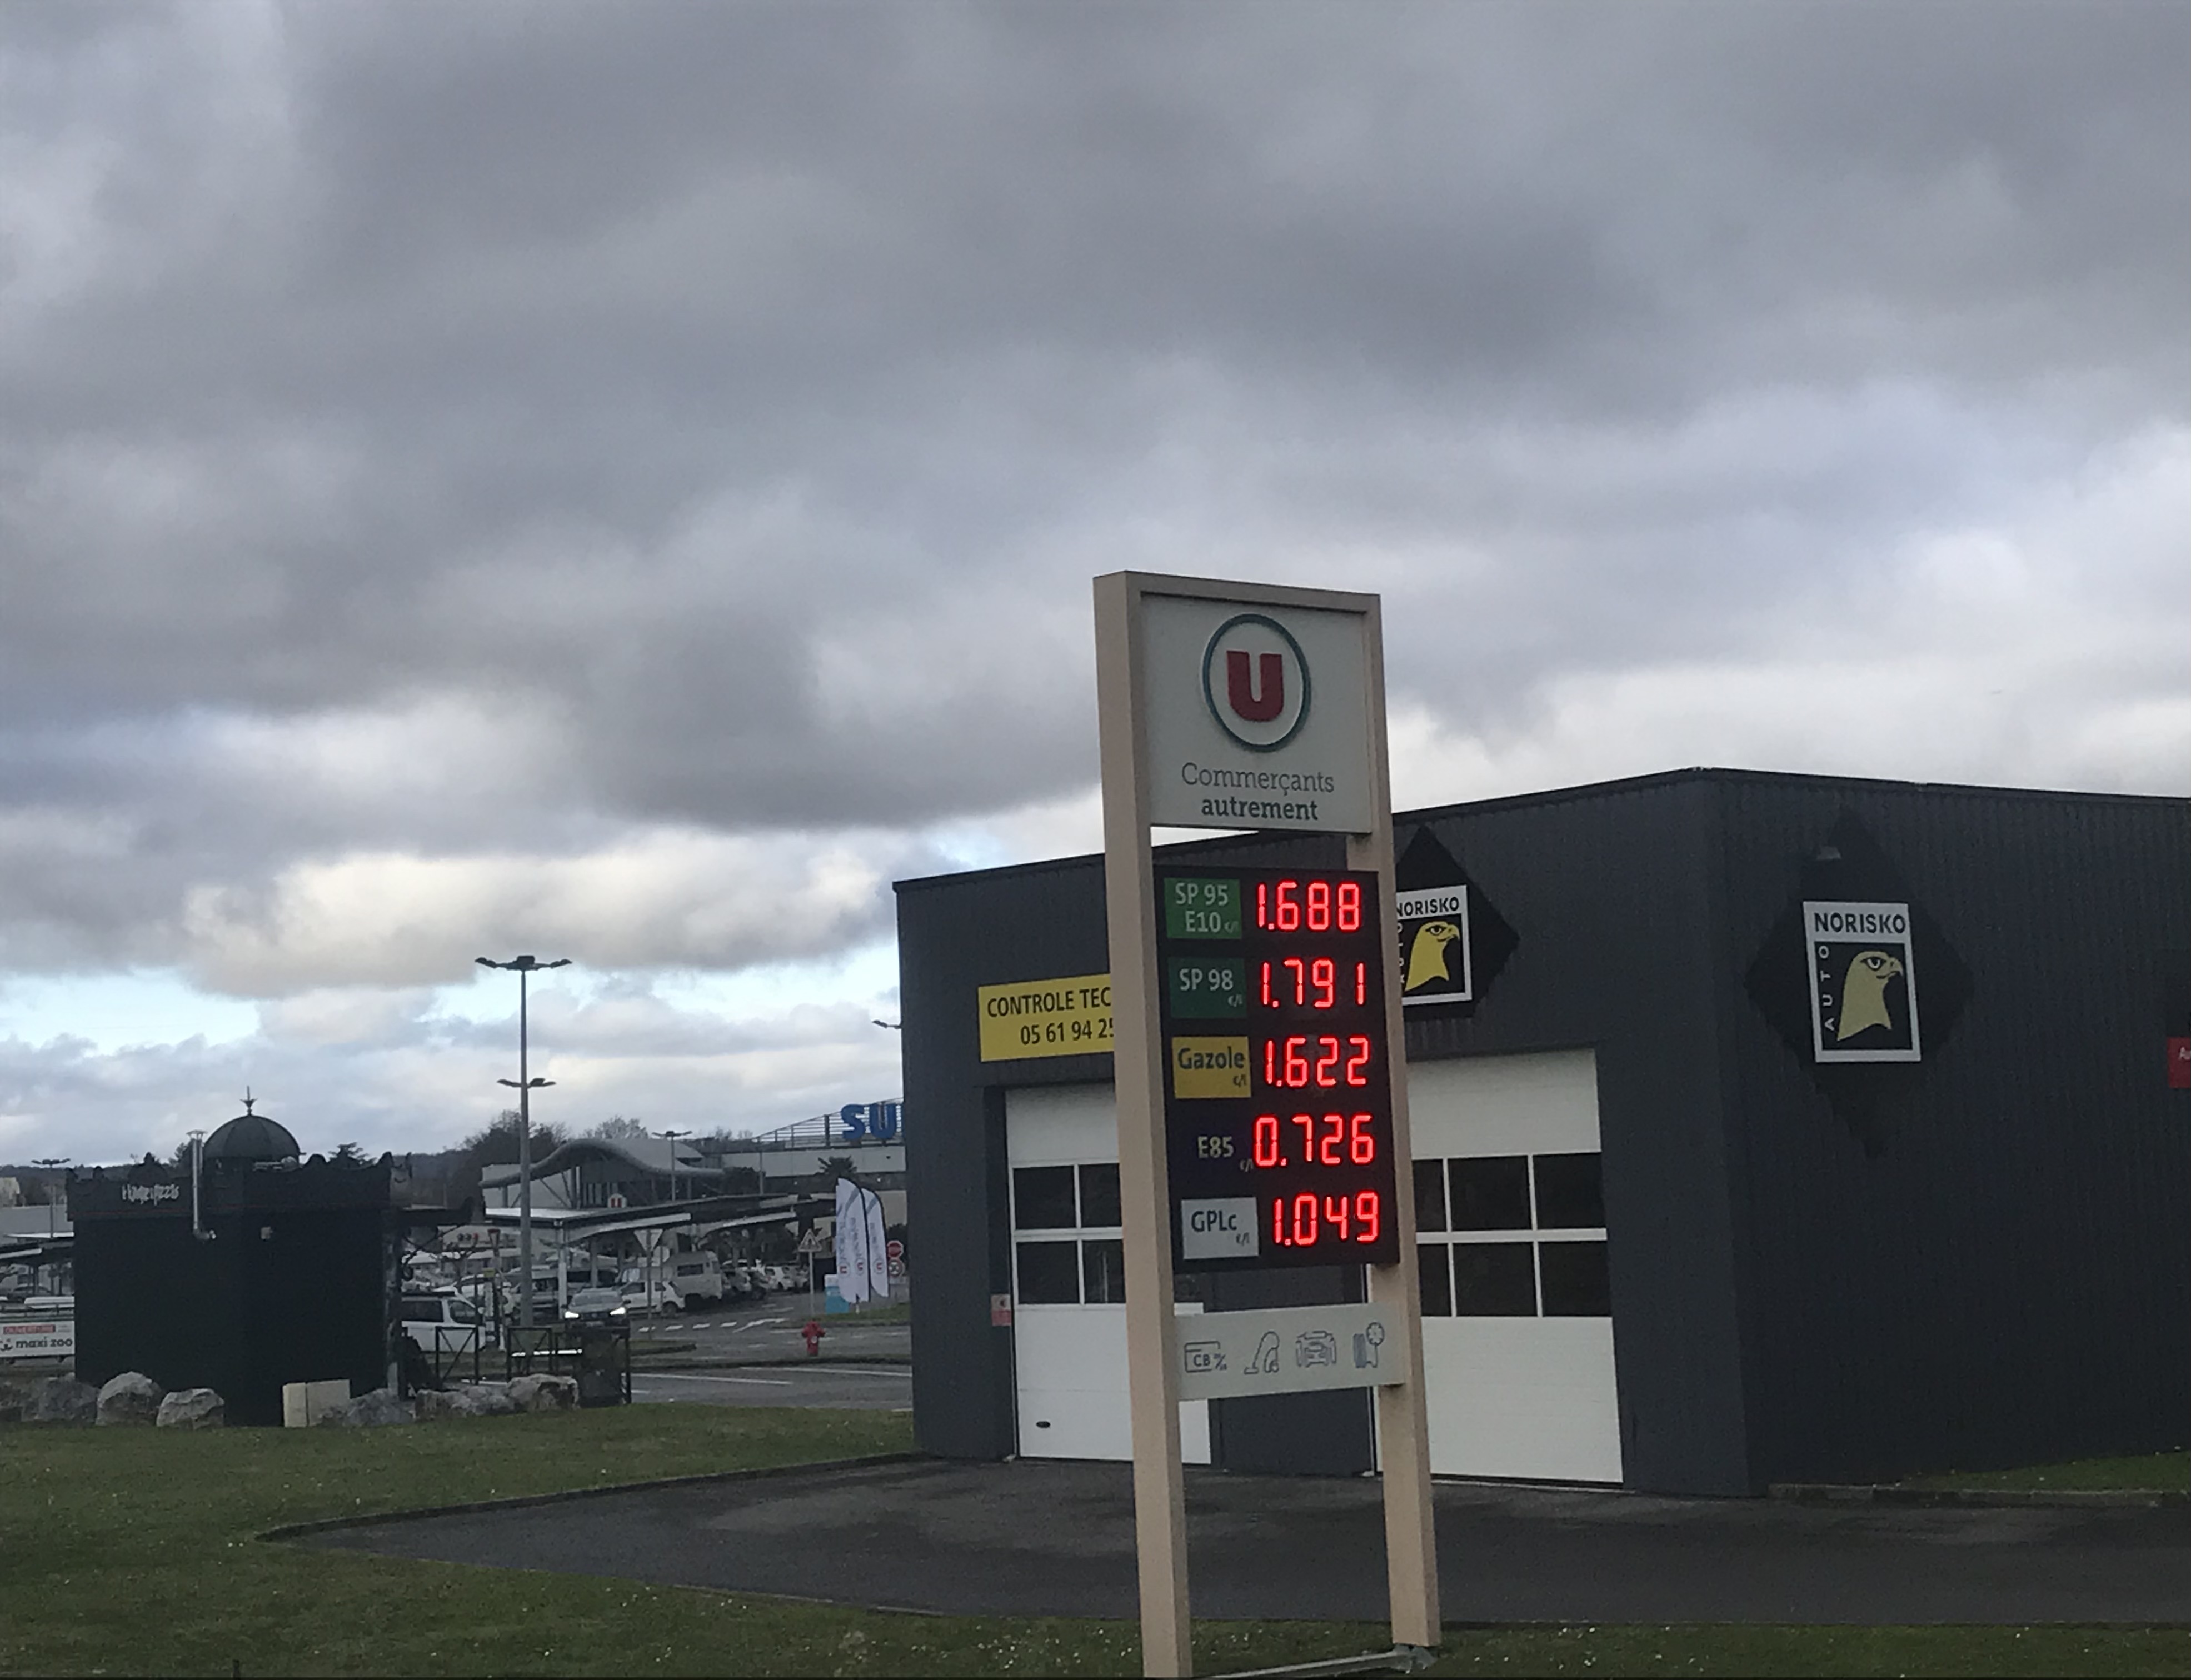 U
Commerçants
autrement
SP 95
E10 €/l
1.688
SP 98 €/l
1.791
Gazole €/l
1.622
E85 €/l
0.726
GPLc €/l
1.049
CB
CONTROLE TEC
05 61 94 25
NORISKO
AUTO
NORISKO
AUTO
SU
maxi zoo